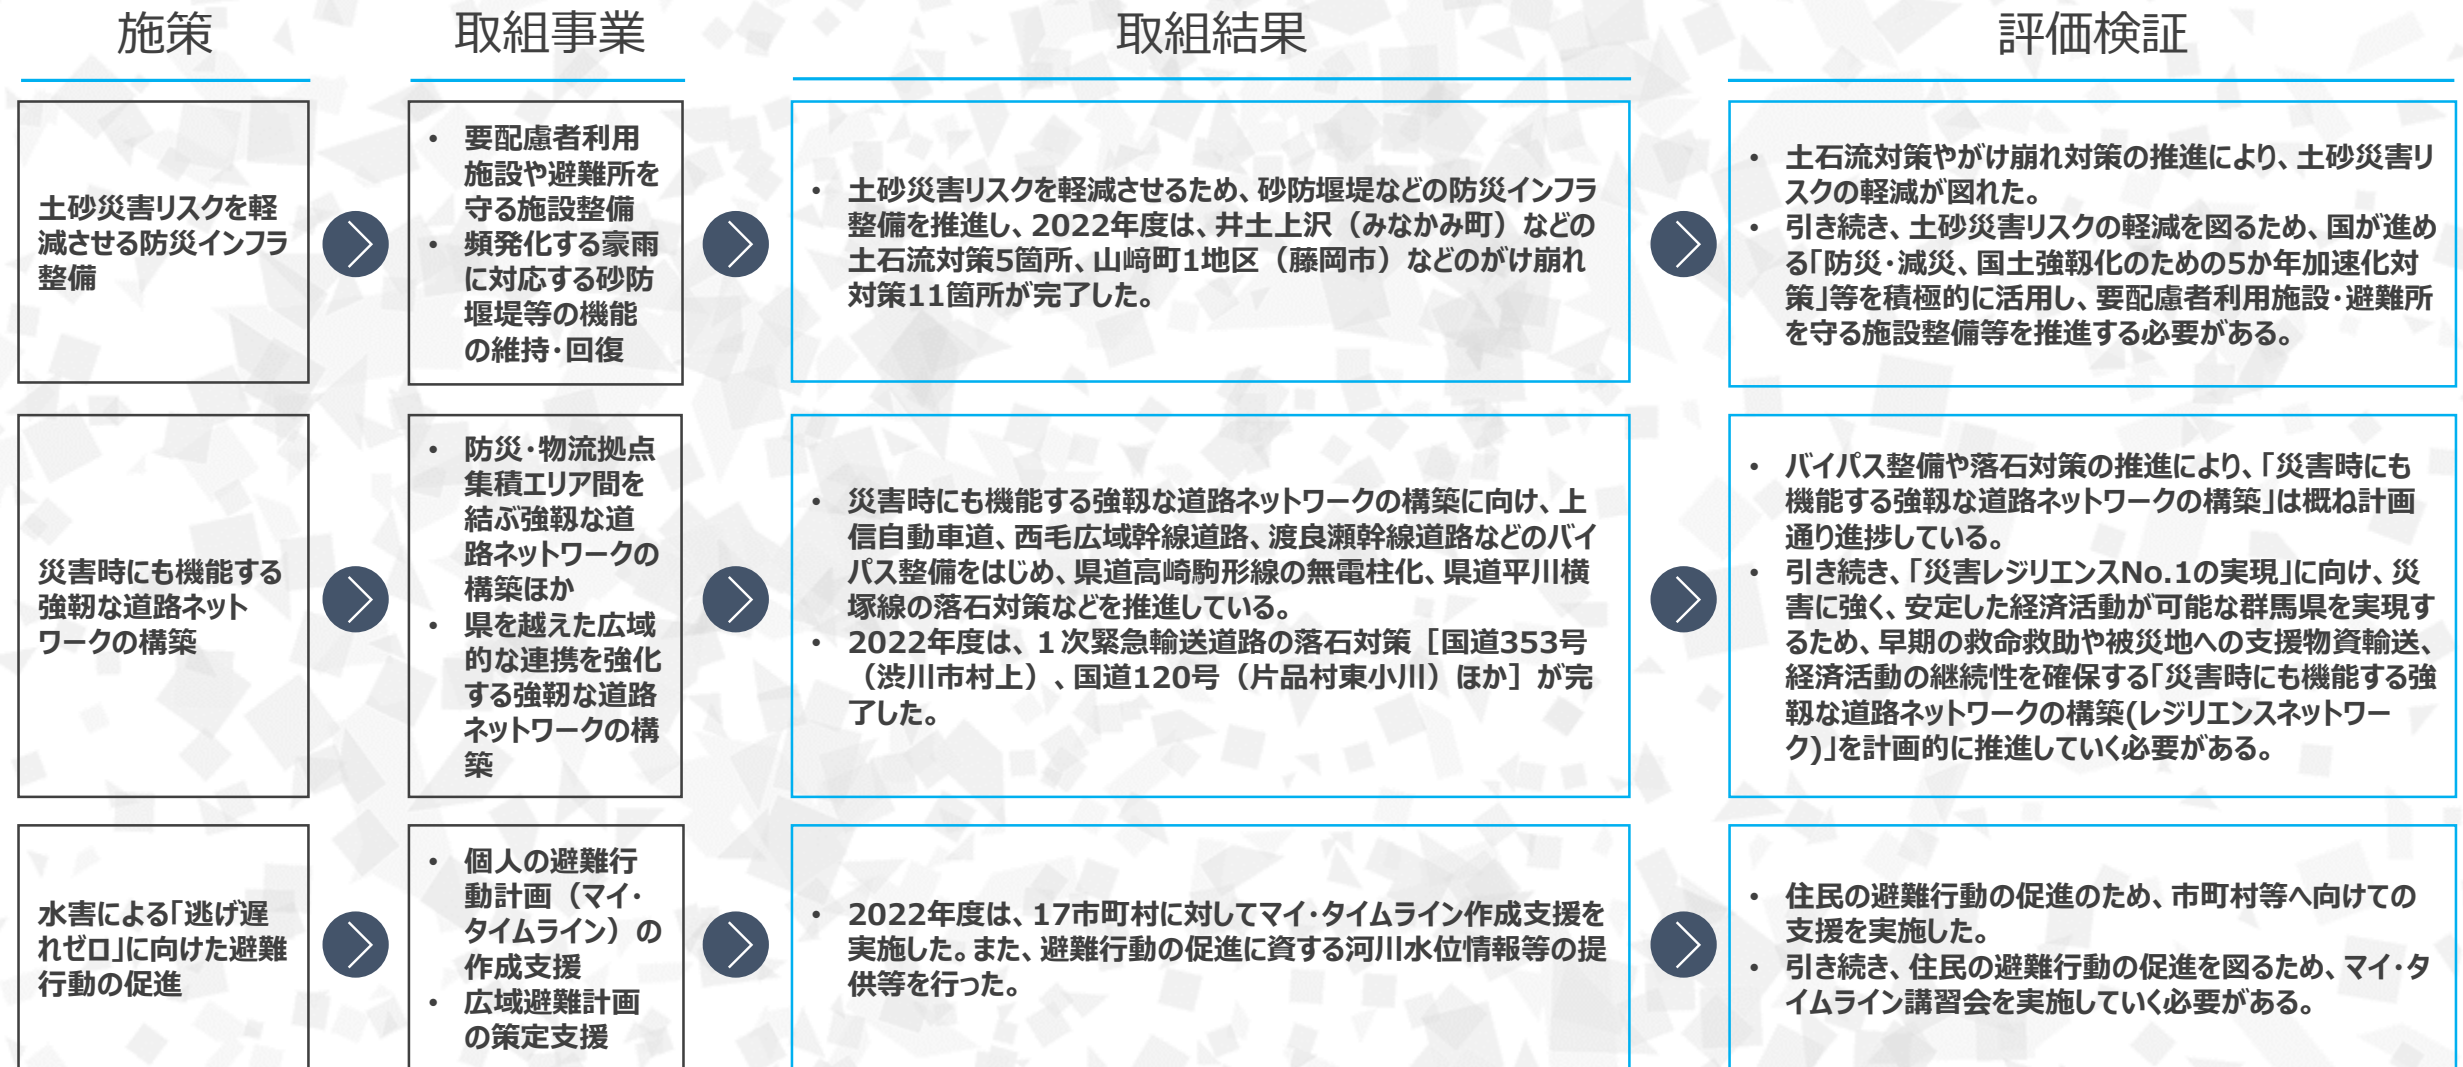 施策
取組事業
取組結果
評価検証
土砂災害リスクを軽
減させる防災インフラ
整備
• 要配慮者利用
施設や避難所を
守る施設整備
• 頻発化する豪雨
に対応する砂防
堰堤等の機能
の維持・回復
• 土砂災害リスクを軽減させるため、砂防堰堤などの防災インフラ
整備を推進し、2022年度は、井土上沢（みなかみ町）などの
土石流対策5箇所、山﨑町1地区（藤岡市）などのがけ崩れ
対策11箇所が完了した。
• 土石流対策やがけ崩れ対策の推進により、土砂災害リ
スクの軽減が図れた。
• 引き続き、土砂災害リスクの軽減を図るため、国が進め
る「防災・減災、国土強靱化のための5か年加速化対
策」等を積極的に活用し、要配慮者利用施設・避難所
を守る施設整備等を推進する必要がある。
災害時にも機能する
強靱な道路ネット
ワークの構築
• 防災・物流拠点
集積エリア間を
結ぶ強靱な道
路ネットワークの
構築ほか
• 県を越えた広域
的な連携を強化
する強靱な道路
ネットワークの構
築
• 災害時にも機能する強靱な道路ネットワークの構築に向け、上
信自動車道、西毛広域幹線道路、渡良瀬幹線道路などのバイ
パス整備をはじめ、県道高崎駒形線の無電柱化、県道平川横
塚線の落石対策などを推進している。
• 2022年度は、１次緊急輸送道路の落石対策［国道353号
（渋川市村上）、国道120号（片品村東小川）ほか］が完
了した。
• バイパス整備や落石対策の推進により、「災害時にも
機能する強靱な道路ネットワークの構築」は概ね計画
通り進捗している。
• 引き続き、「災害レジリエンスNo.1の実現」に向け、災
害に強く、安定した経済活動が可能な群馬県を実現す
るため、早期の救命救助や被災地への支援物資輸送、
経済活動の継続性を確保する「災害時にも機能する強
靱な道路ネットワークの構築(レジリエンスネットワー
ク)」を計画的に推進していく必要がある。
水害による「逃げ遅
れゼロ」に向けた避難
行動の促進
• 個人の避難行
動計画（マイ・
タイムライン）の
作成支援
• 広域避難計画
の策定支援
• 2022年度は、17市町村に対してマイ・タイムライン作成支援を
実施した。また、避難行動の促進に資する河川水位情報等の提
供等を行った。
• 住民の避難行動の促進のため、市町村等へ向けての
支援を実施した。
• 引き続き、住民の避難行動の促進を図るため、マイ・タ
イムライン講習会を実施していく必要がある。